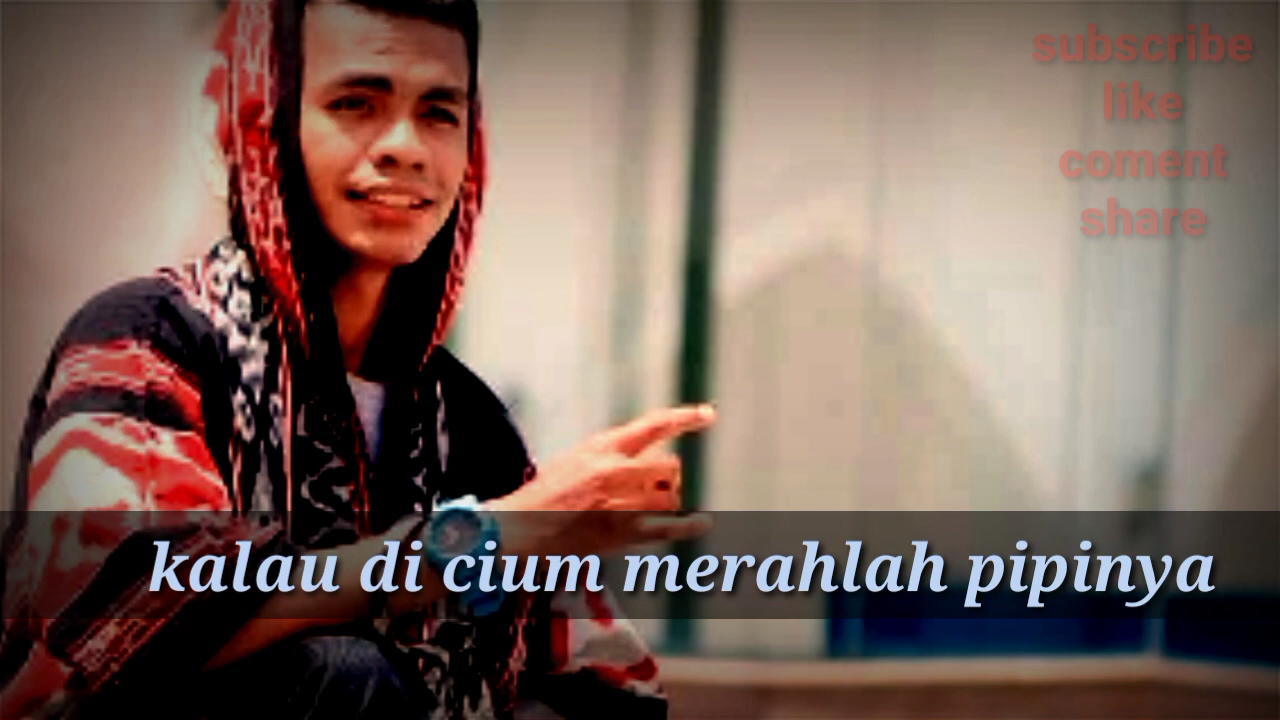 subscribe
like
coment
share
kalau di cium merahlah pipinya